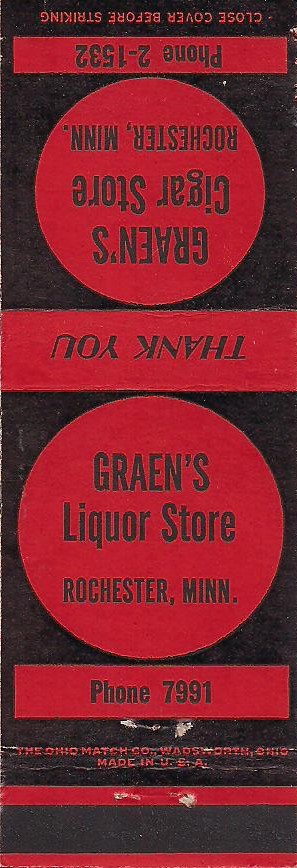 - CLOSE COVER BEFORE STRIKING
Phone 2-1532
GRAEN'S
Cigar Store
ROCHESTER, MINN.
THANK YOU
GRAEN'S
Liquor Store
ROCHESTER, MINN.
Phone 7991
THE OHIO MATCH CO., WADSWORTH, OHIO
MADE IN U. S. A.